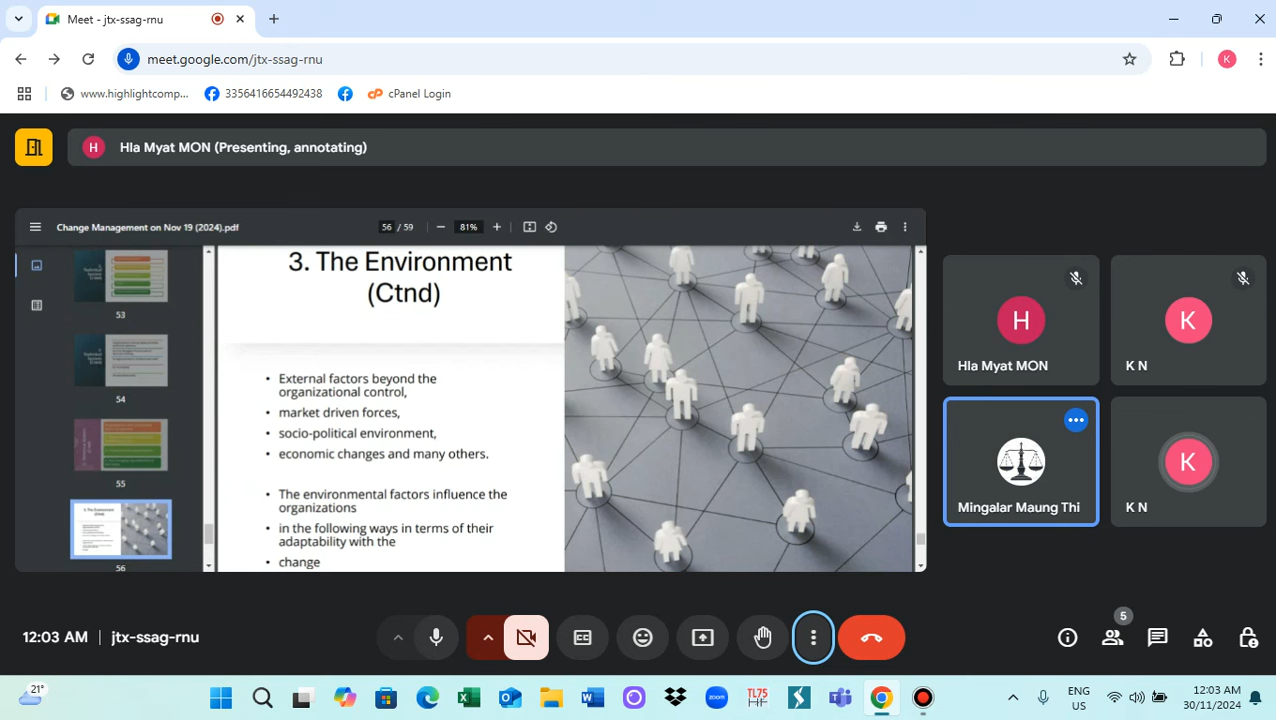 Meet - jtx-ssag-rnu
meet.google.com/jtx-ssag-rnu
K
www.highlightcomp...
3356416654492438
cPanel Login
H
Hla Myat MON (Presenting, annotating)
Change Management on Nov 19 (2024).pdf
56 / 59
81%
53
54
55
56
3. The Environment
(Ctnd)
• External factors beyond the
organizational control,
• market driven forces,
• socio-political environment,
• economic changes and many others.
• The environmental factors influence the
organizations
• in the following ways in terms of their
adaptability with the
• change
H
Hla Myat MON
K
K N
Mingalar Maung Thi
K
K N
12:03 AM | jtx-ssag-rnu
5
21°
zoom
TL75
ENG
US
12:03 AM
30/11/2024